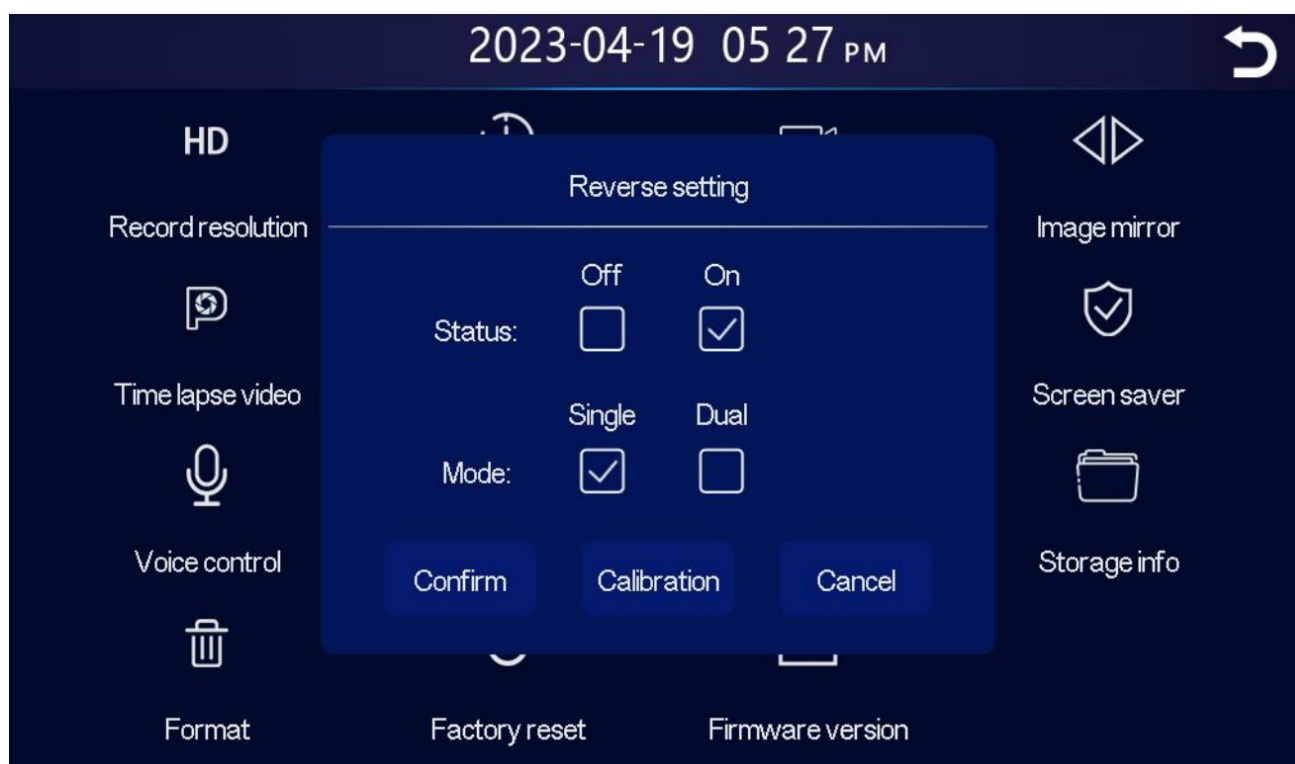 2023-04-19 05 27 PM
HD
Record resolution
Image mirror
Reverse setting
Off On
Status:
Time lapse video
Screen saver
Single Dual
Mode:
Voice control
Storage info
Confirm Calibration Cancel
Format
Factory reset
Firmware version